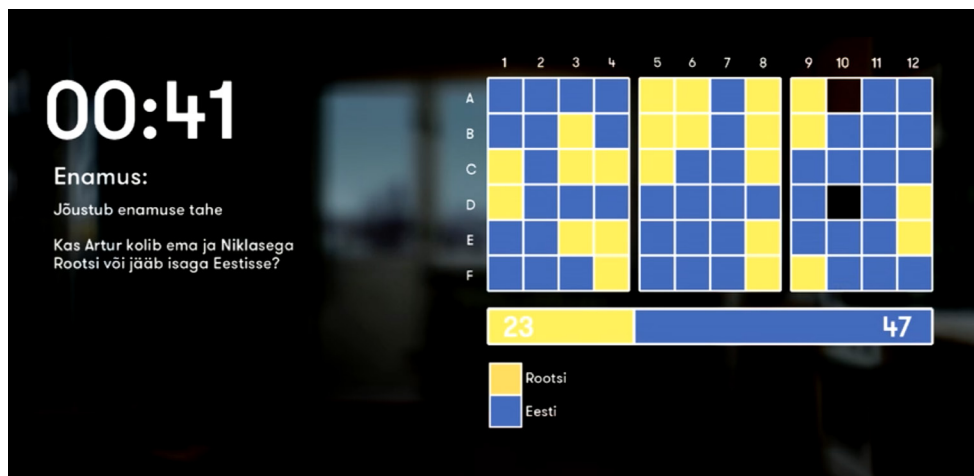 00:41
Enamus:
Jõustub enamuse tahe
Kas Artur kolib ema ja Niklasega
Rootsi või jääb isaga Eestisse?
1 2 3 4 5 6 7 8 9 10 11 12
A
B
C
D
E
F
23 47
Rootsi
Eesti